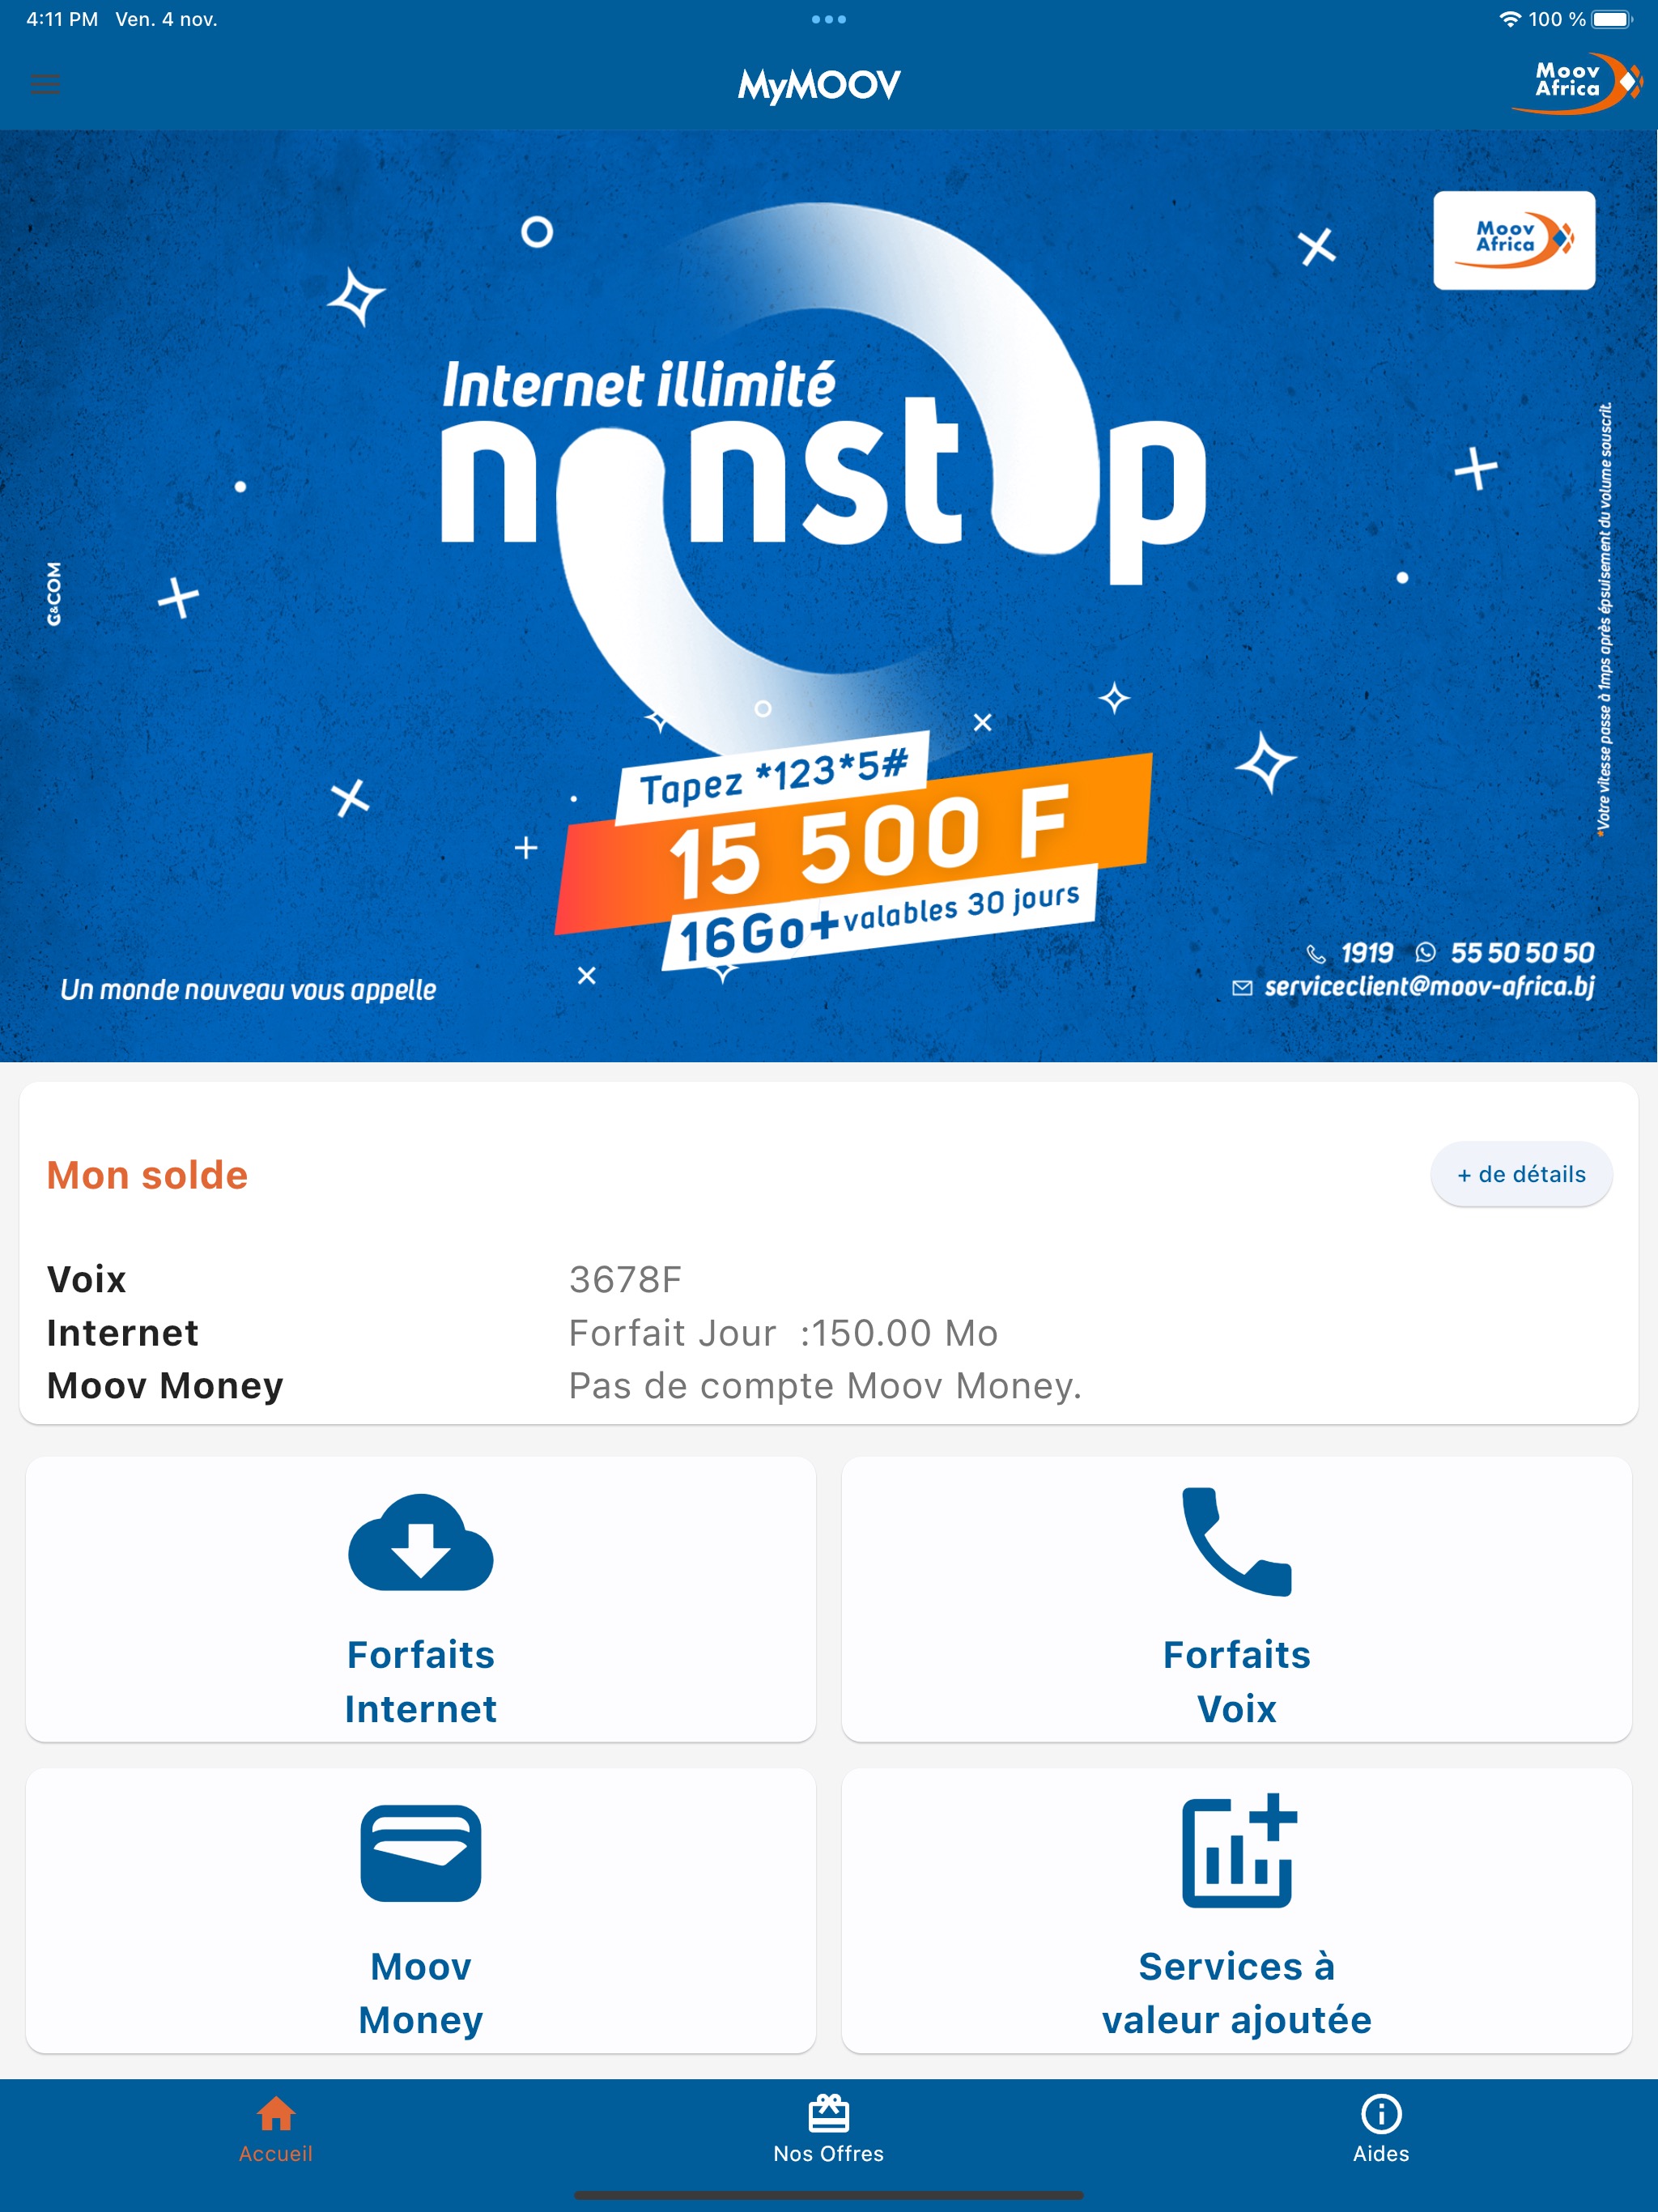 4:11 PM Ven. 4 nov.
100 %
MyMOOV
Moov
Africa
Moov
Africa
Internet illimité
nonstop
G&COM
*Votre vitesse passe à 1mps après épsuisement du volume souscrit.
Tapez *123*5#
15 500 F
16Go+ valables 30 jours
Un monde nouveau vous appelle
1919 55 50 50 50
serviceclient@moov-africa.bj
Mon solde
+ de détails
Voix 3678F
Internet Forfait Jour :150.00 Mo
Moov Money Pas de compte Moov Money.
Forfaits
Internet
Forfaits
Voix
Moov
Money
Services à
valeur ajoutée
Accueil
Nos Offres
Aides